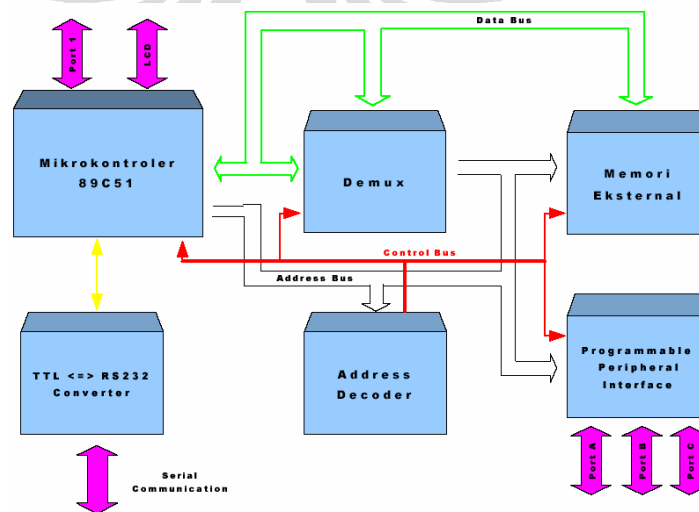 Port 1
LCD
Data Bus
Mikrokontroler
89C51
Demux
Memori
Eksternal
Control Bus
Address Bus
TTL <=> RS232
Converter
Address
Decoder
Programmable
Peripheral
Interface
Port A
Port B
Port C
Serial
Communication